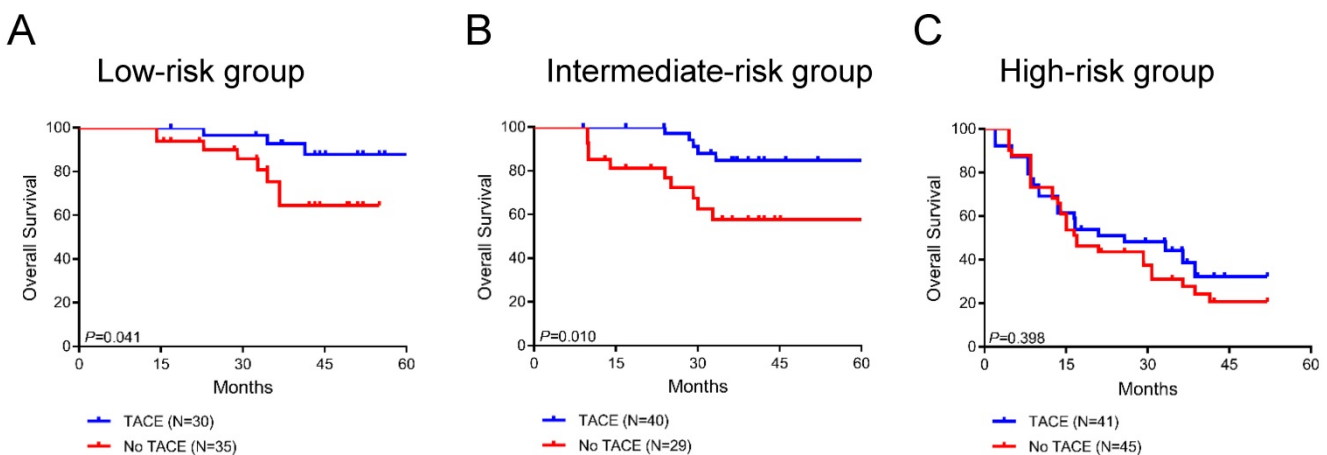 A
Low-risk group
Overall Survival
100
80
60
40
20
0
P=0.041
0 15 30 45 60
Months
TACE (N=30)
No TACE (N=35)
B
Intermediate-risk group
Overall Survival
100
80
60
40
20
0
P=0.010
0 15 30 45 60
Months
TACE (N=40)
No TACE (N=29)
C
High-risk group
Overall Survival
100
80
60
40
20
0
P=0.398
0 15 30 45 60
Months
TACE (N=41)
No TACE (N=45)